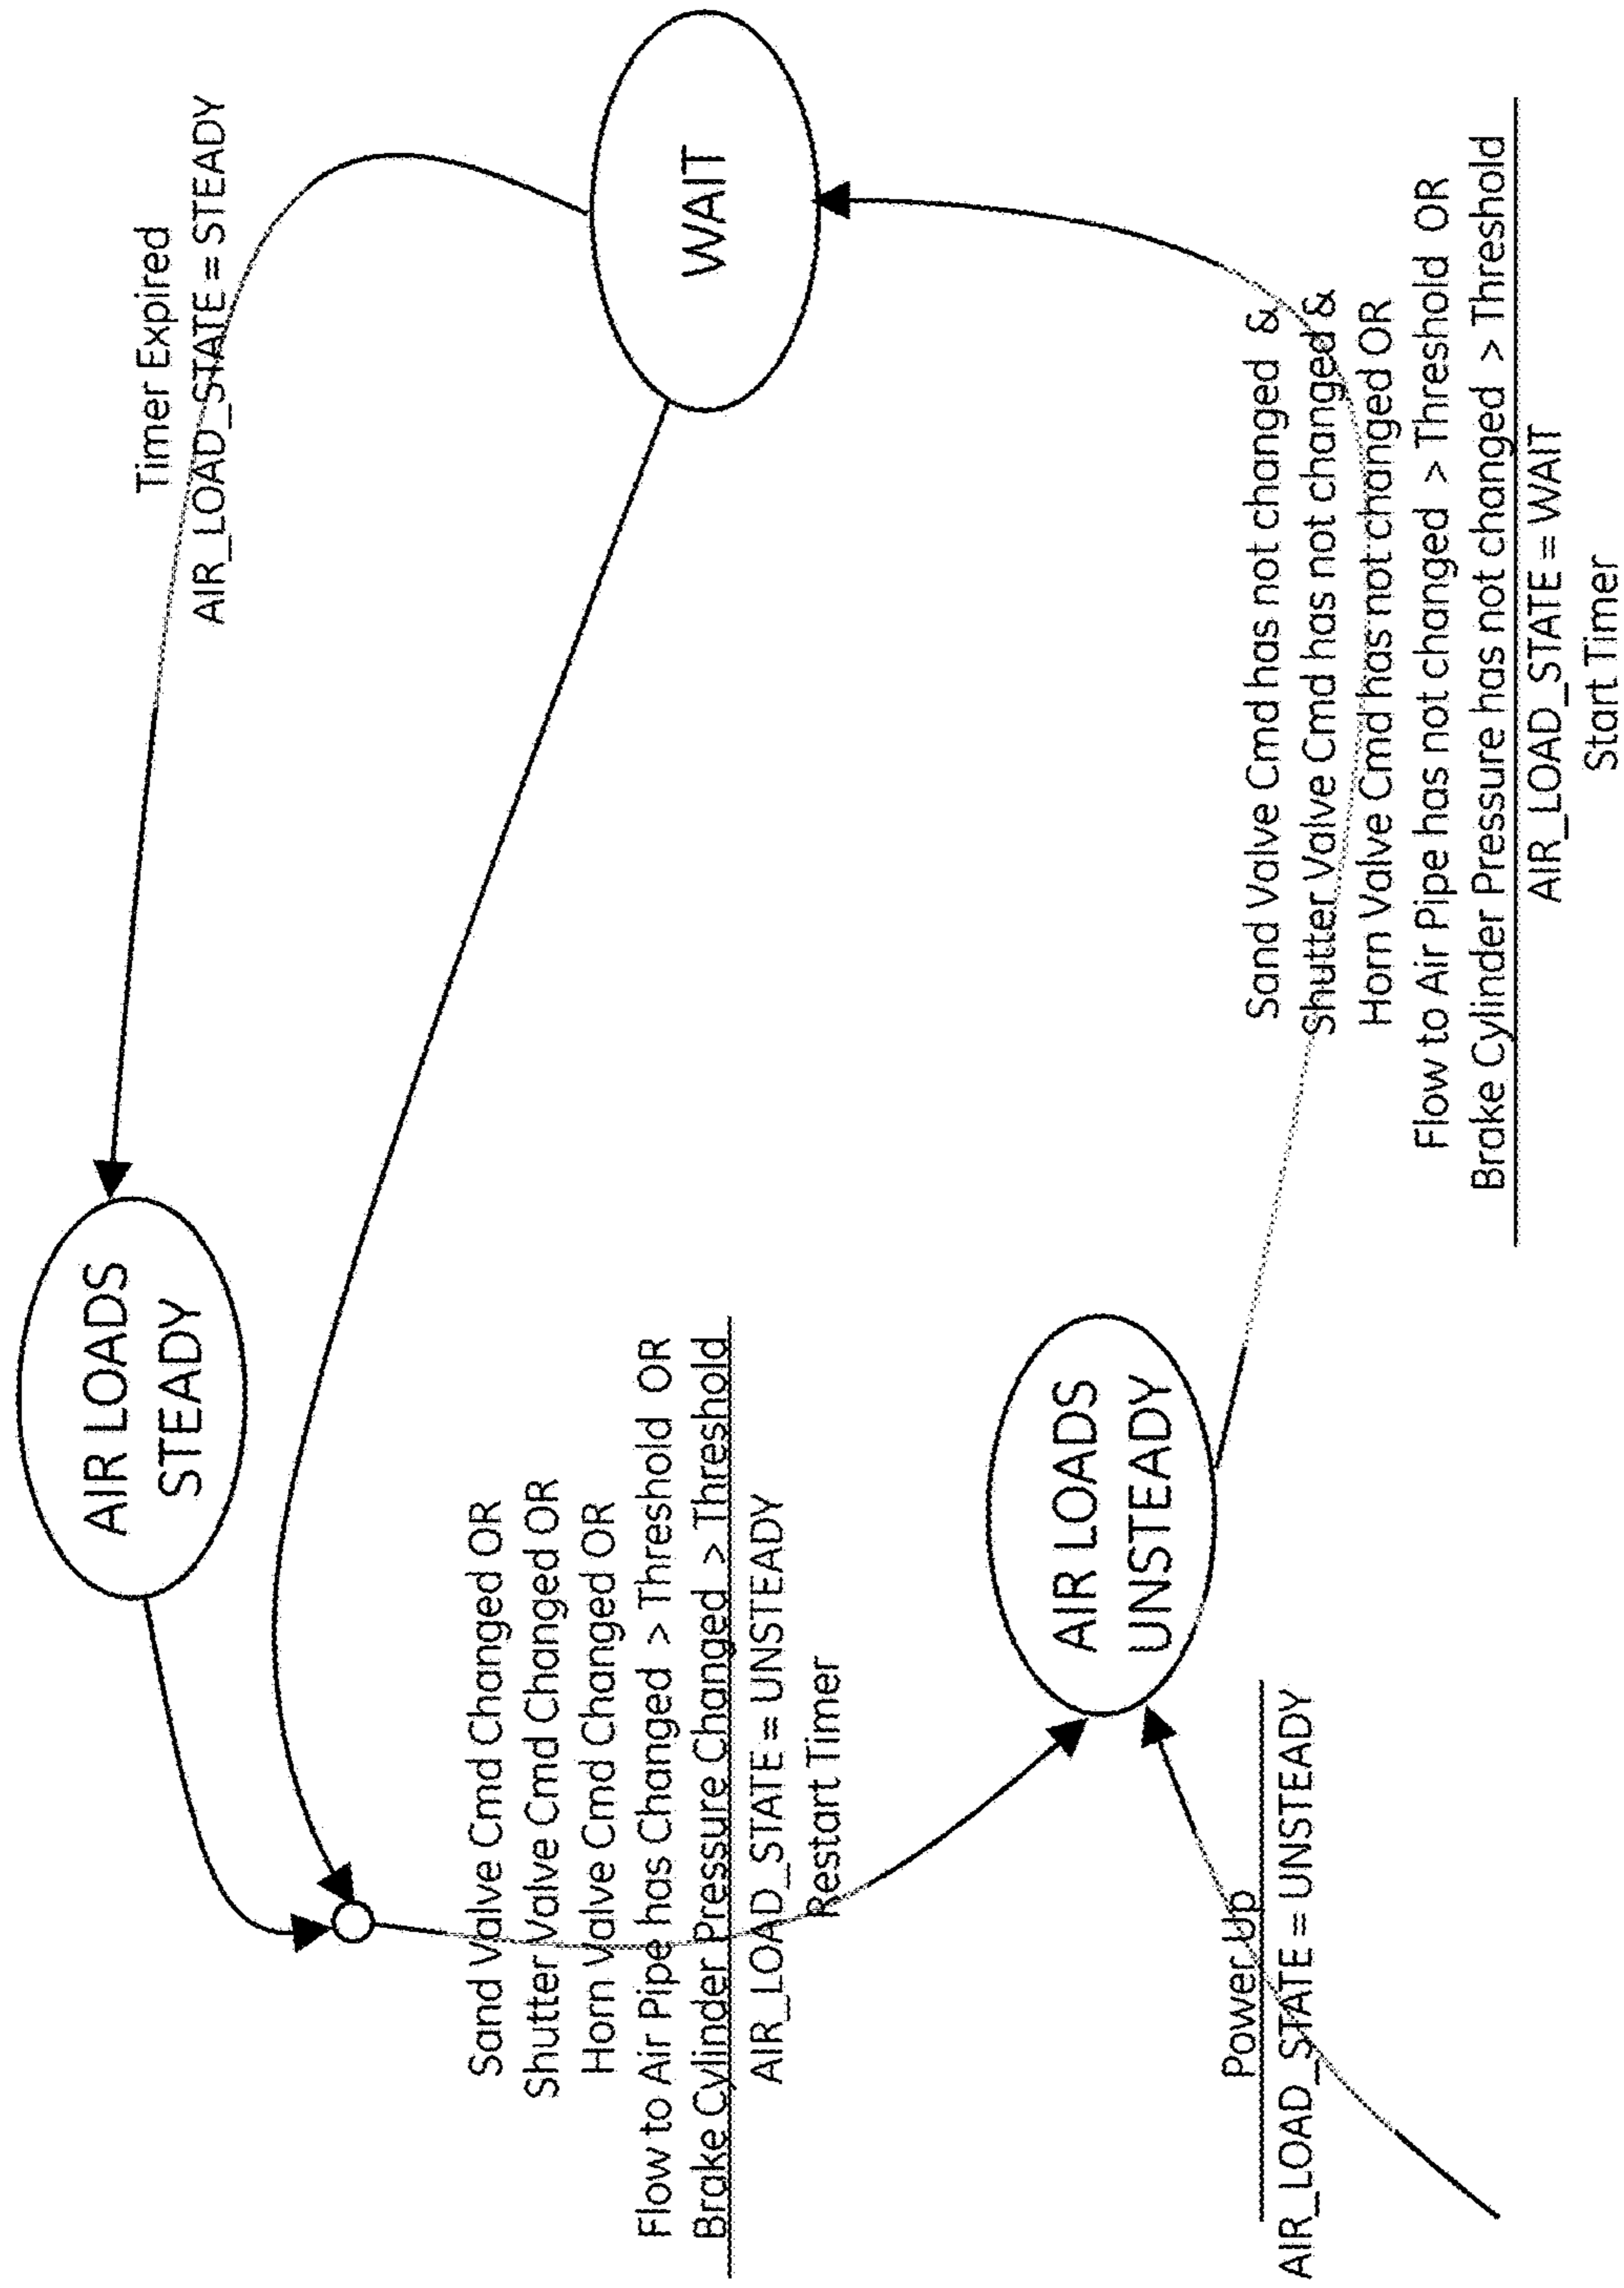 AIR LOADS
STEADY
Timer Expired
AIR_LOAD_STATE = STEADY
Sand Valve Cmd Changed OR
Shutter Valve Cmd Changed OR
Horn Valve Cmd Changed OR
Flow to Air Pipe has Changed > Threshold OR
Brake Cylinder Pressure Changed > Threshold
AIR_LOAD_STATE = UNSTEADY
Restart Timer
WAIT
AIR LOADS
UNSTEADY
Power Up
AIR_LOAD_STATE = UNSTEADY
Sand Valve Cmd has not changed &
Shutter Valve Cmd has not changed &
Horn Valve Cmd has not changed OR
Flow to Air Pipe has not changed > Threshold OR
Brake Cylinder Pressure has not changed > Threshold
AIR_LOAD_STATE = WAIT
Start Timer